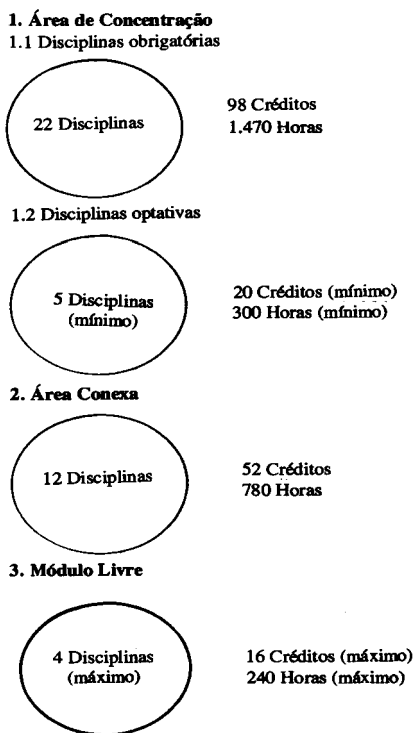 1. Área de Concentração
1.1 Disciplinas obrigatórias
22 Disciplinas
98 Créditos
1.470 Horas
1.2 Disciplinas optativas
5 Disciplinas
(mínimo)
20 Créditos (mínimo)
300 Horas (mínimo)
2. Área Conexa
12 Disciplinas
52 Créditos
780 Horas
3. Módulo Livre
4 Disciplinas
(máximo)
16 Créditos (máximo)
240 Horas (máximo)